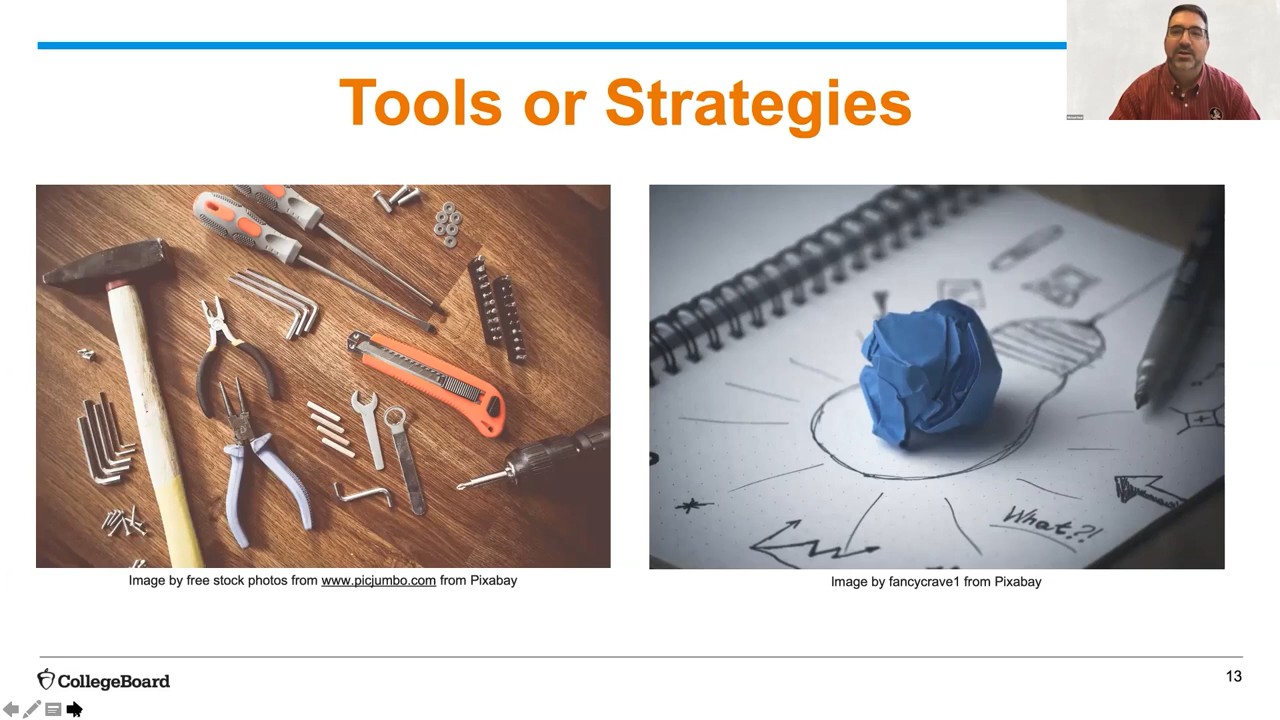 Tools or Strategies
What?!
Image by free stock photos from www.picjumbo.com from Pixabay
Image by fancycrave1 from Pixabay
CollegeBoard
13